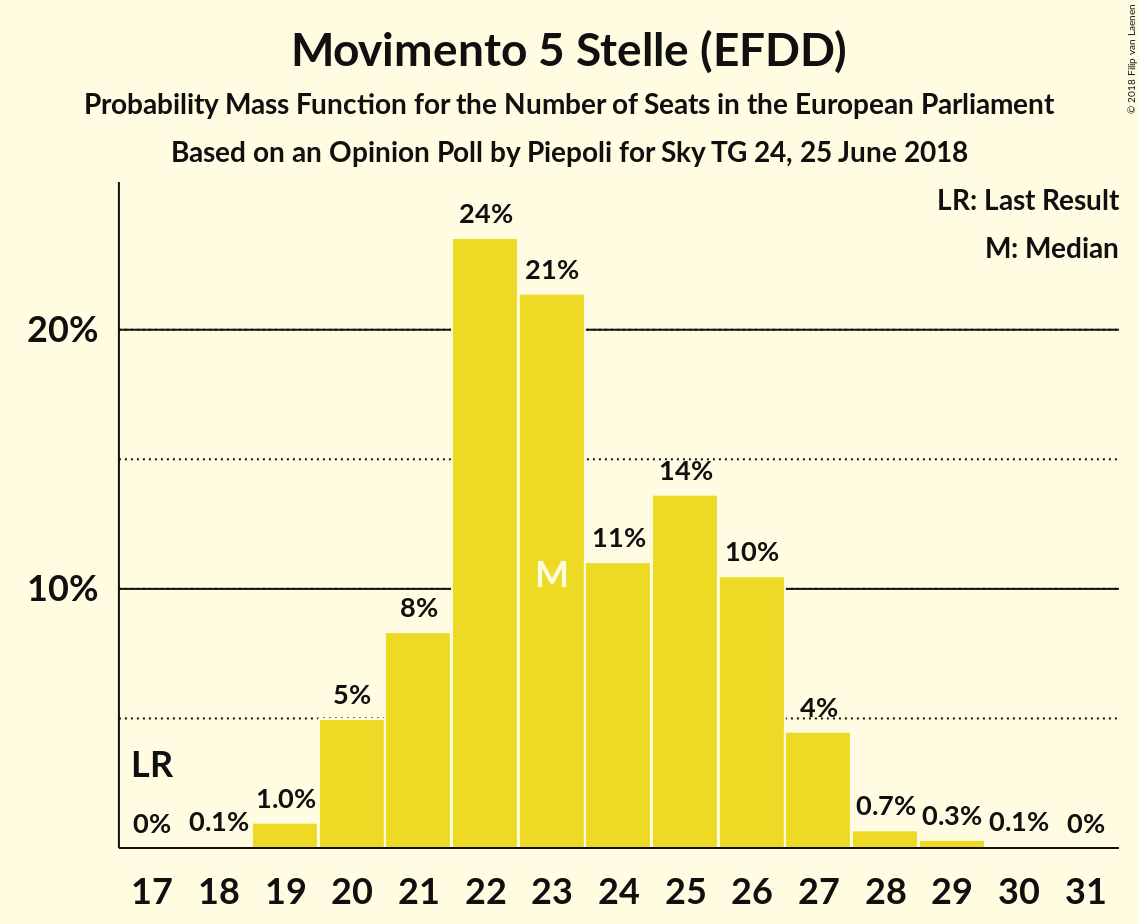 Movimento 5 Stelle (EFDD)
Probability Mass Function for the Number of Seats in the European Parliament
Based on an Opinion Poll by Piepoli for Sky TG 24, 25 June 2018
© 2018 Filip van Laenen
LR: Last Result
M: Median
24%
21%
20%
14%
11%
10%
M
10%
8%
5%
4%
LR
1.0%
0.7%
0.3%
0%
0.1%
0.1%
0%
17 18 19 20 21 22 23 24 25 26 27 28 29 30 31